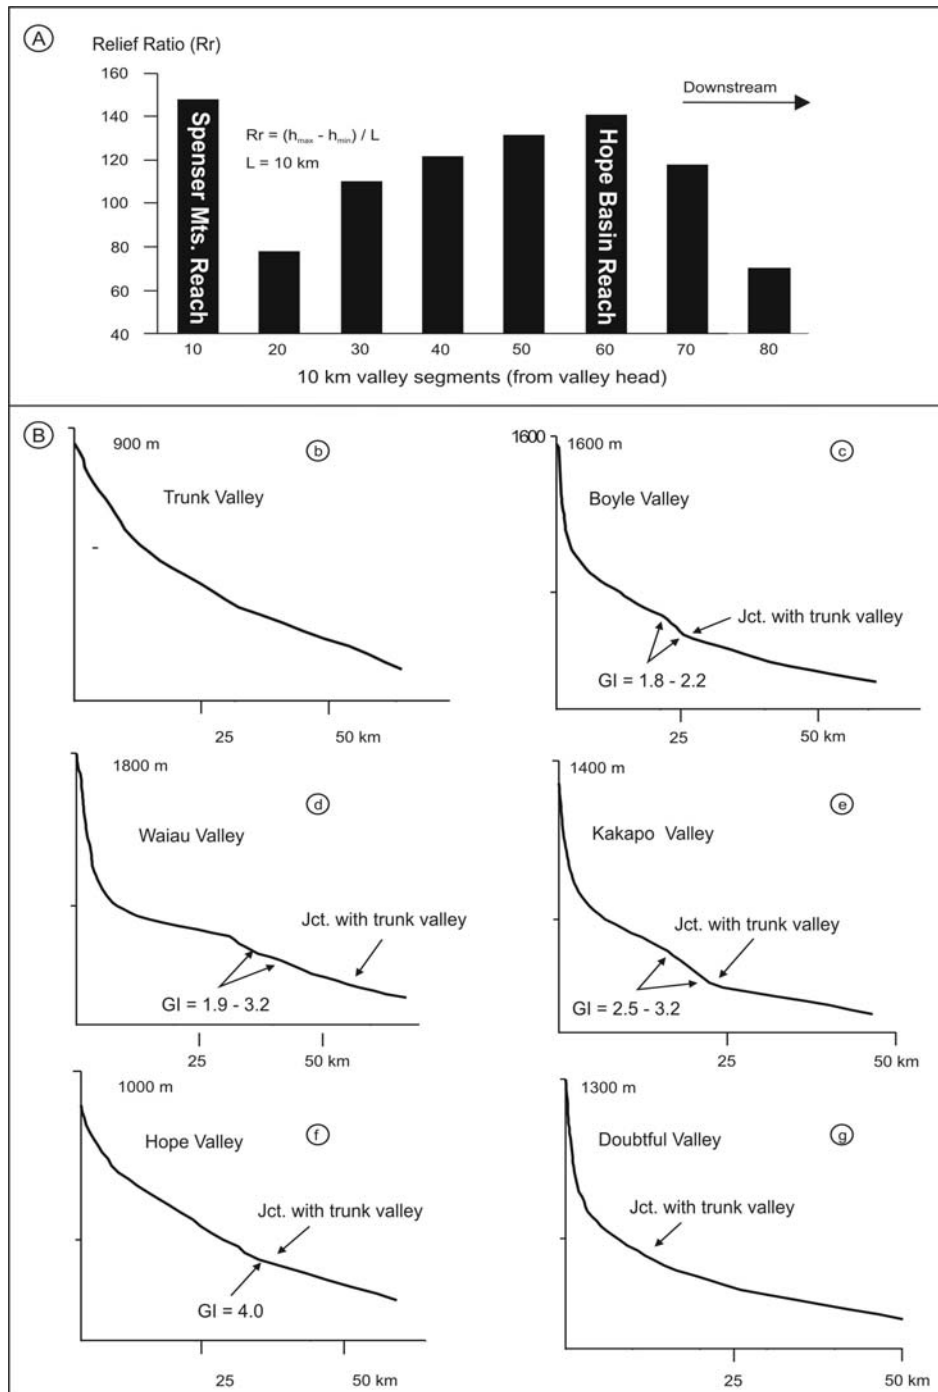 A
Relief Ratio (Rr)
160
140
120
100
80
60
40
Spenser Mts. Reach
Rr = (hmax - hmin) / L
L = 10 km
Hope Basin Reach
Downstream
10 20 30 40 50 60 70 80
10 km valley segments (from valley head)
B
900 m
b
Trunk Valley
25 50 km
1600 1600 m
c
Boyle Valley
Jct. with trunk valley
GI = 1.8 - 2.2
25 50 km
1800 m
d
Waiau Valley
Jct. with trunk valley
GI = 1.9 - 3.2
25 50 km
1400 m
e
Kakapo Valley
Jct. with trunk valley
GI = 2.5 - 3.2
25 50 km
1000 m
f
Hope Valley
Jct. with trunk valley
GI = 4.0
25 50 km
1300 m
g
Doubtful Valley
Jct. with trunk valley
25 50 km